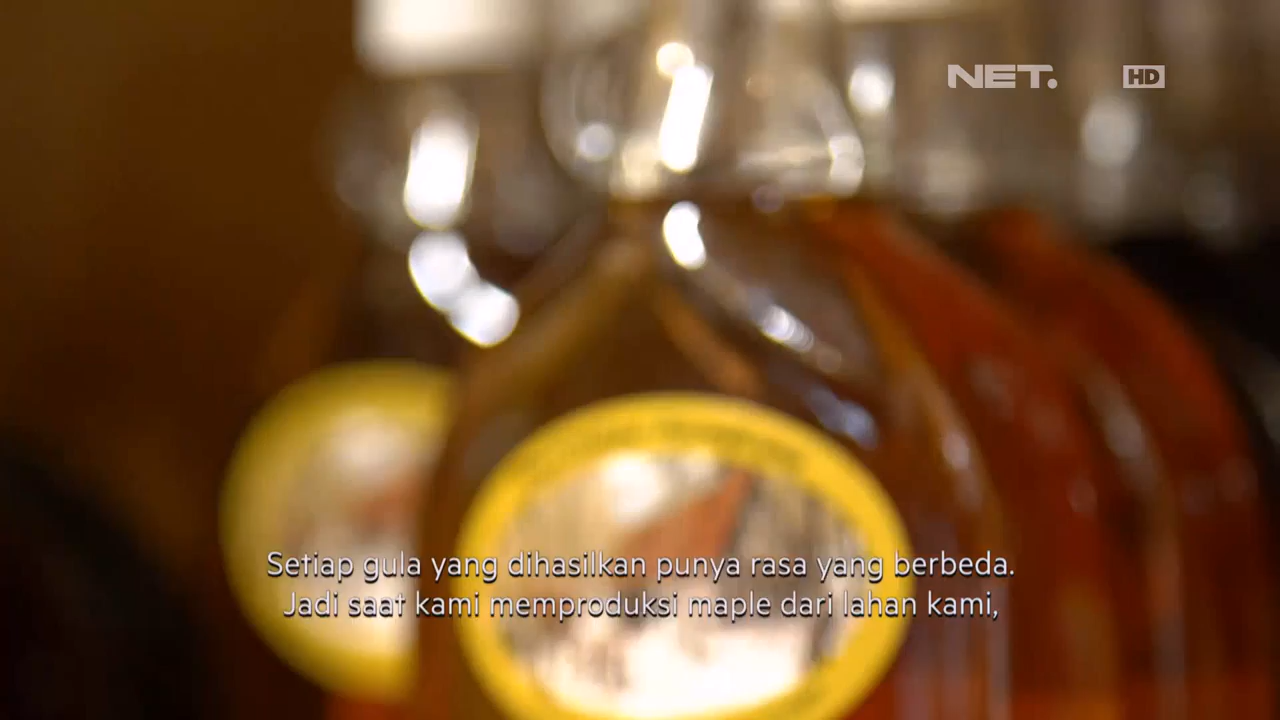 NET. HD
Setiap gula yang dihasilkan punya rasa yang berbeda.
Jadi saat kami memproduksi maple dari lahan kami,